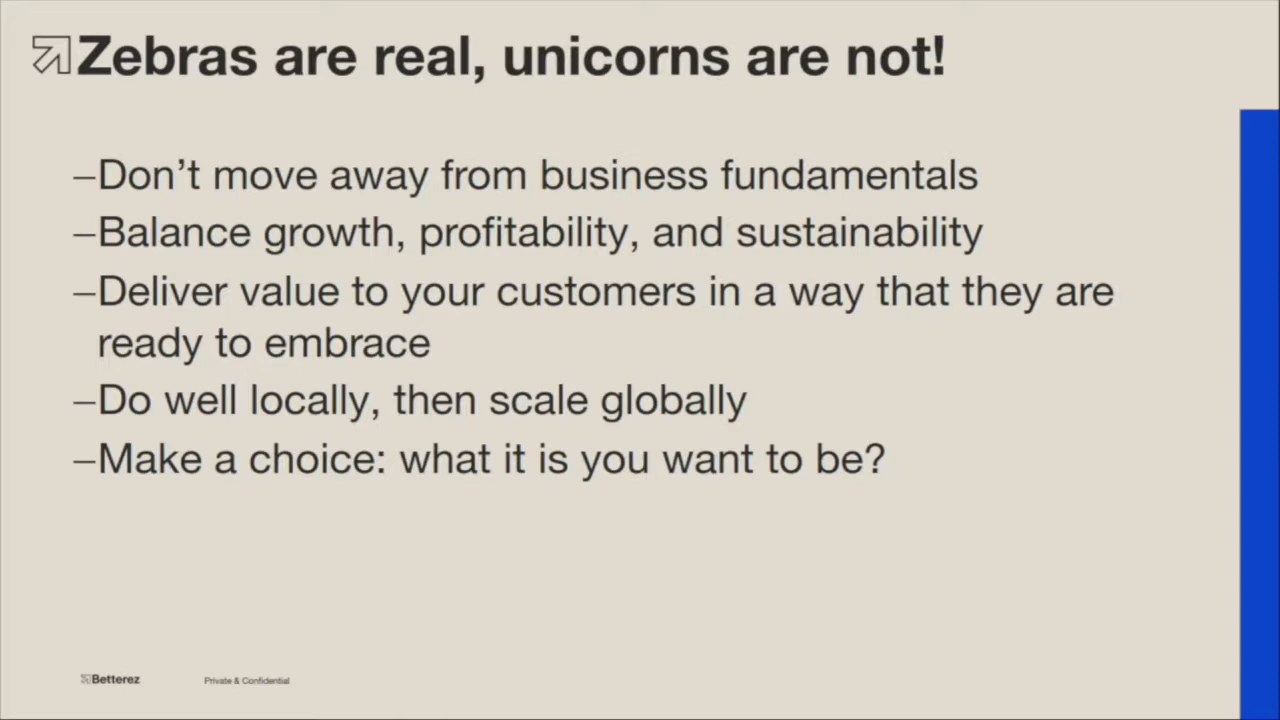 Zebras are real, unicorns are not!
–Don’t move away from business fundamentals
–Balance growth, profitability, and sustainability
–Deliver value to your customers in a way that they are
ready to embrace
–Do well locally, then scale globally
–Make a choice: what it is you want to be?
Betterez Private & Confidential